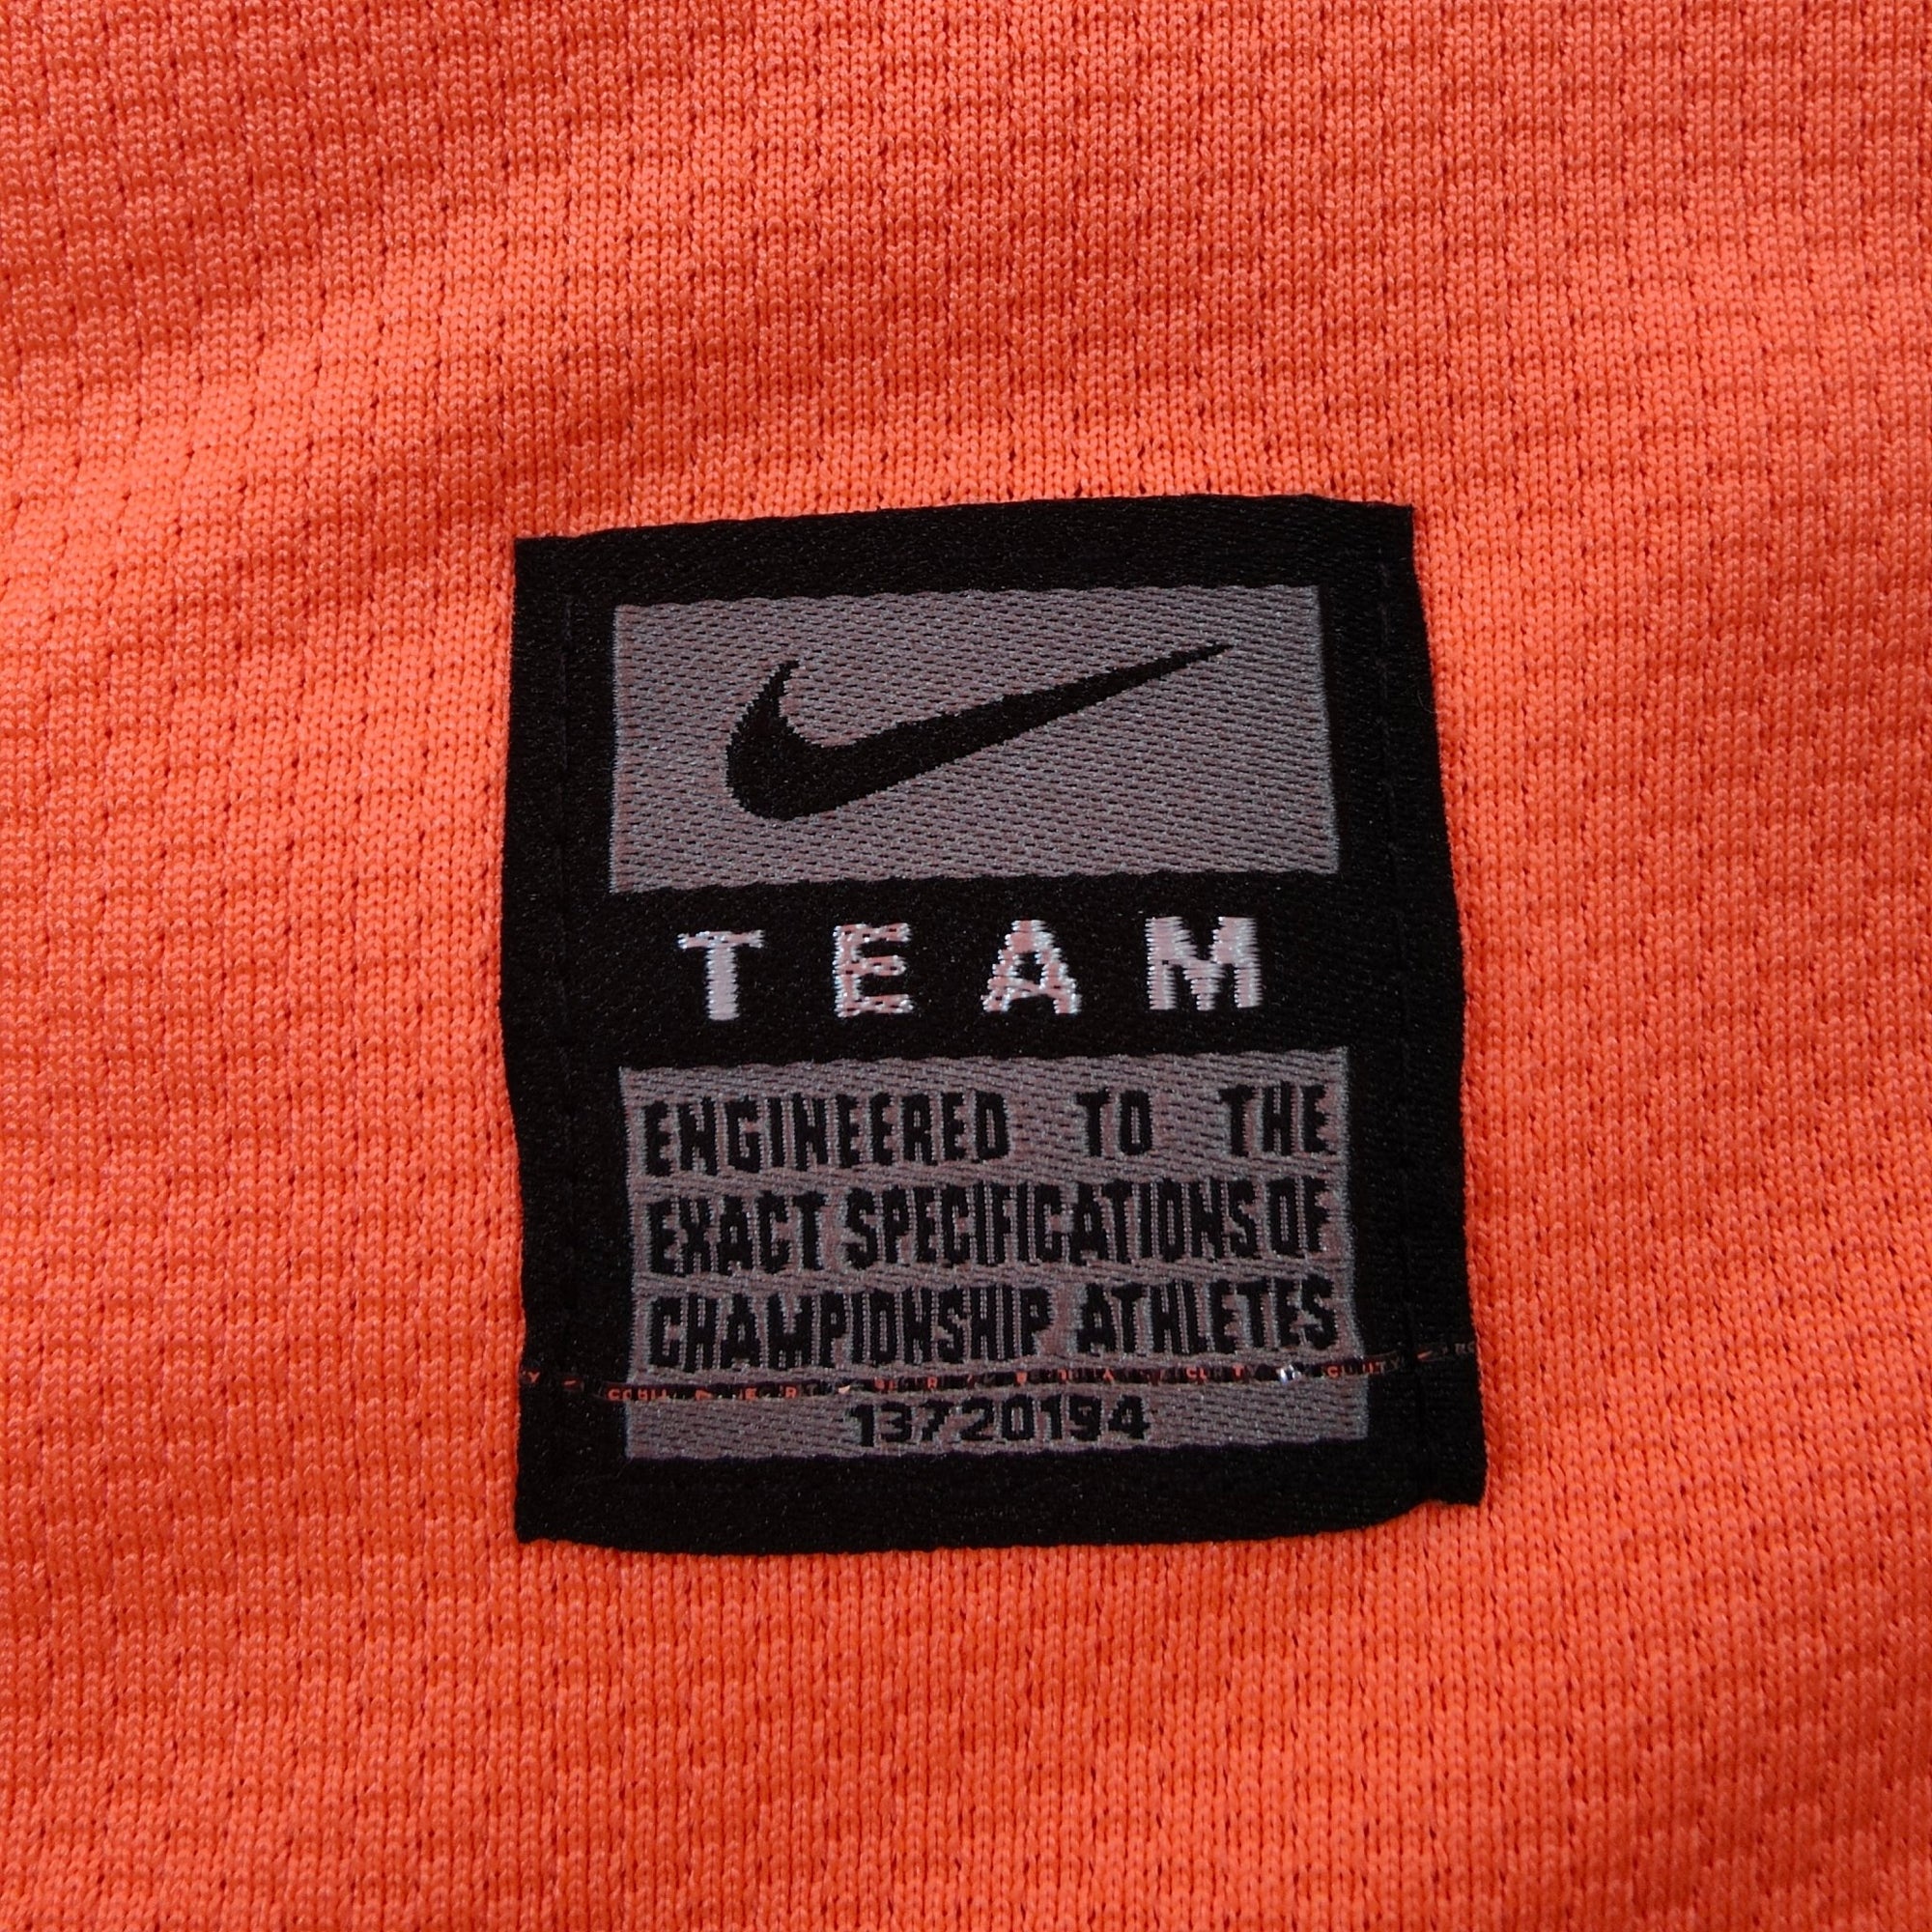 TEAM
ENGINEERED TO THE
EXACT SPECIFICATIONS OF
CHAMPIONSHIP ATHLETES
13720194